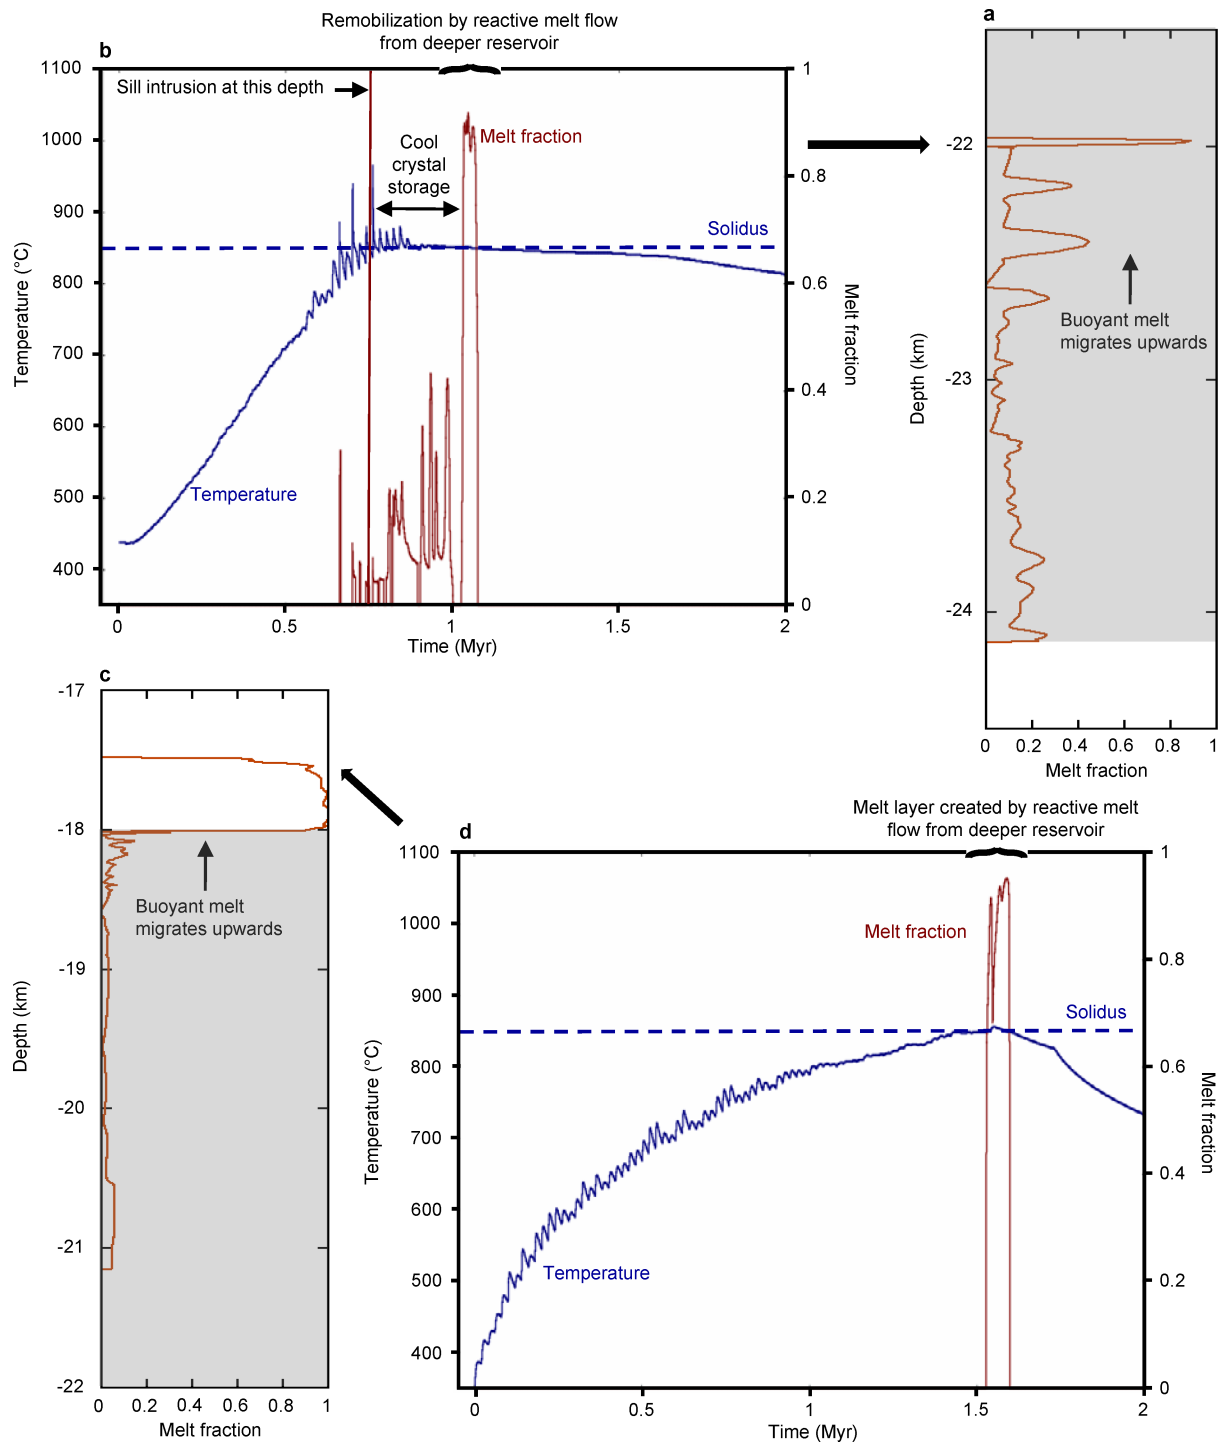 Remobilization by reactive melt flow
from deeper reservoir
b
1100
1000
900
800
700
600
500
400
Temperature (°C)
Sill intrusion at this depth
Cool
crystal
storage
Melt fraction
Solidus
Temperature
1
0.8
0.6
0.4
0.2
0
Melt fraction
0
0.5
1
1.5
2
Time (Myr)
a
-22
-23
-24
Depth (km)
Buoyant melt
migrates upwards
0
0.2
0.4
0.6
0.8
1
Melt fraction
c
-17
-18
-19
-20
-21
-22
Depth (km)
Buoyant melt
migrates upwards
0
0.2
0.4
0.6
0.8
1
Melt fraction
Melt layer created by reactive melt
flow from deeper reservoir
d
1100
1000
900
800
700
600
500
400
Temperature (°C)
Melt fraction
Solidus
Temperature
1
0.8
0.6
0.4
0.2
0
Melt fraction
0
0.5
1
1.5
2
Time (Myr)